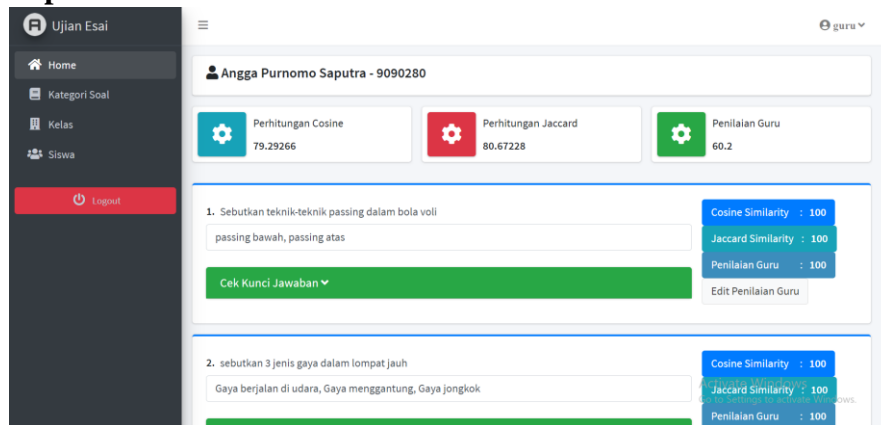 Ujian Esai
guru
Home
Kategori Soal
Kelas
Siswa
Logout
Angga Purnomo Saputra - 9090280
Perhitungan Cosine
79.29266
Perhitungan Jaccard
80.67228
Penilaian Guru
60.2
1. Sebutkan teknik-teknik passing dalam bola voli
passing bawah, passing atas
Cek Kunci Jawaban
Cosine Similarity : 100
Jaccard Similarity : 100
Penilaian Guru : 100
Edit Penilaian Guru
2. sebutkan 3 jenis gaya dalam lompat jauh
Gaya berjalan di udara, Gaya menggantung, Gaya jongkok
Cosine Similarity : 100
Activate Windows
Jaccard Similarity : 100
Go to Settings to activate Windows.
Penilaian Guru : 100